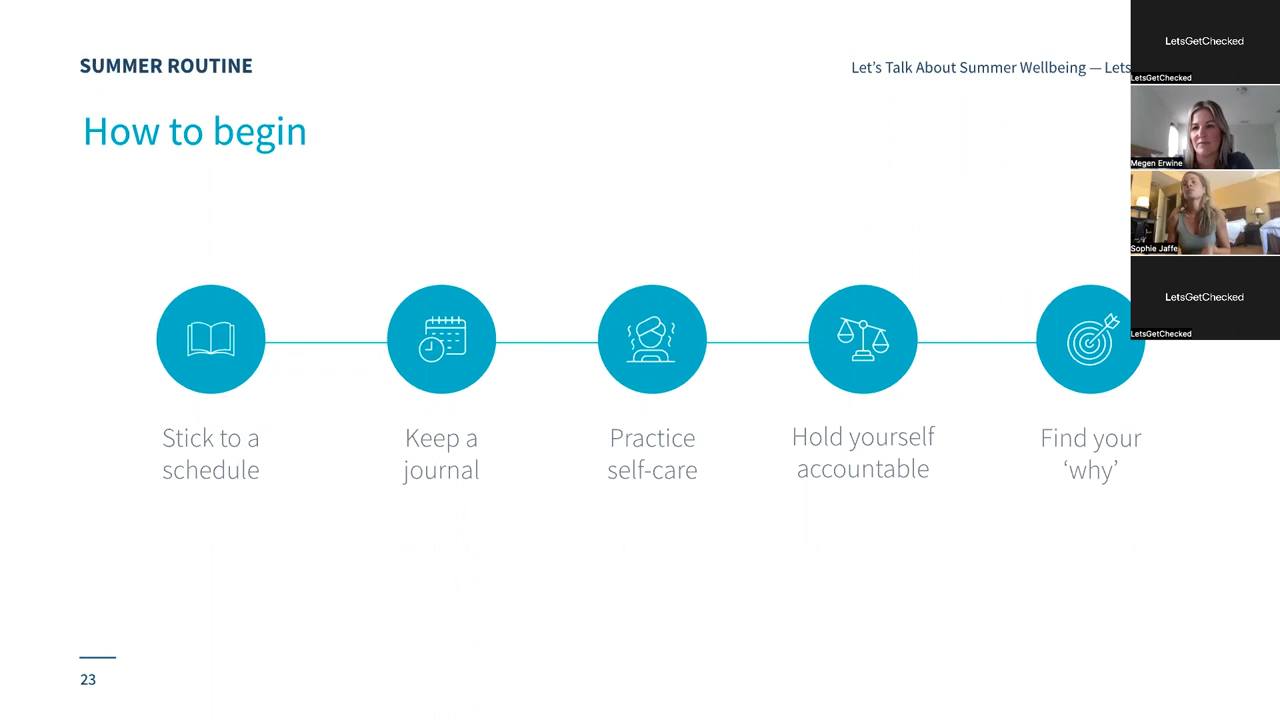 SUMMER ROUTINE
Let's Talk About Summer Wellbeing — Lets
How to begin
LetsGetChecked
LetsGetChecked
Megen Erwine
Sophie Jaffe
LetsGetChecked
LetsGetChecked
Stick to a
schedule
Keep a
journal
Practice
self-care
Hold yourself
accountable
Find your
‘why’
23